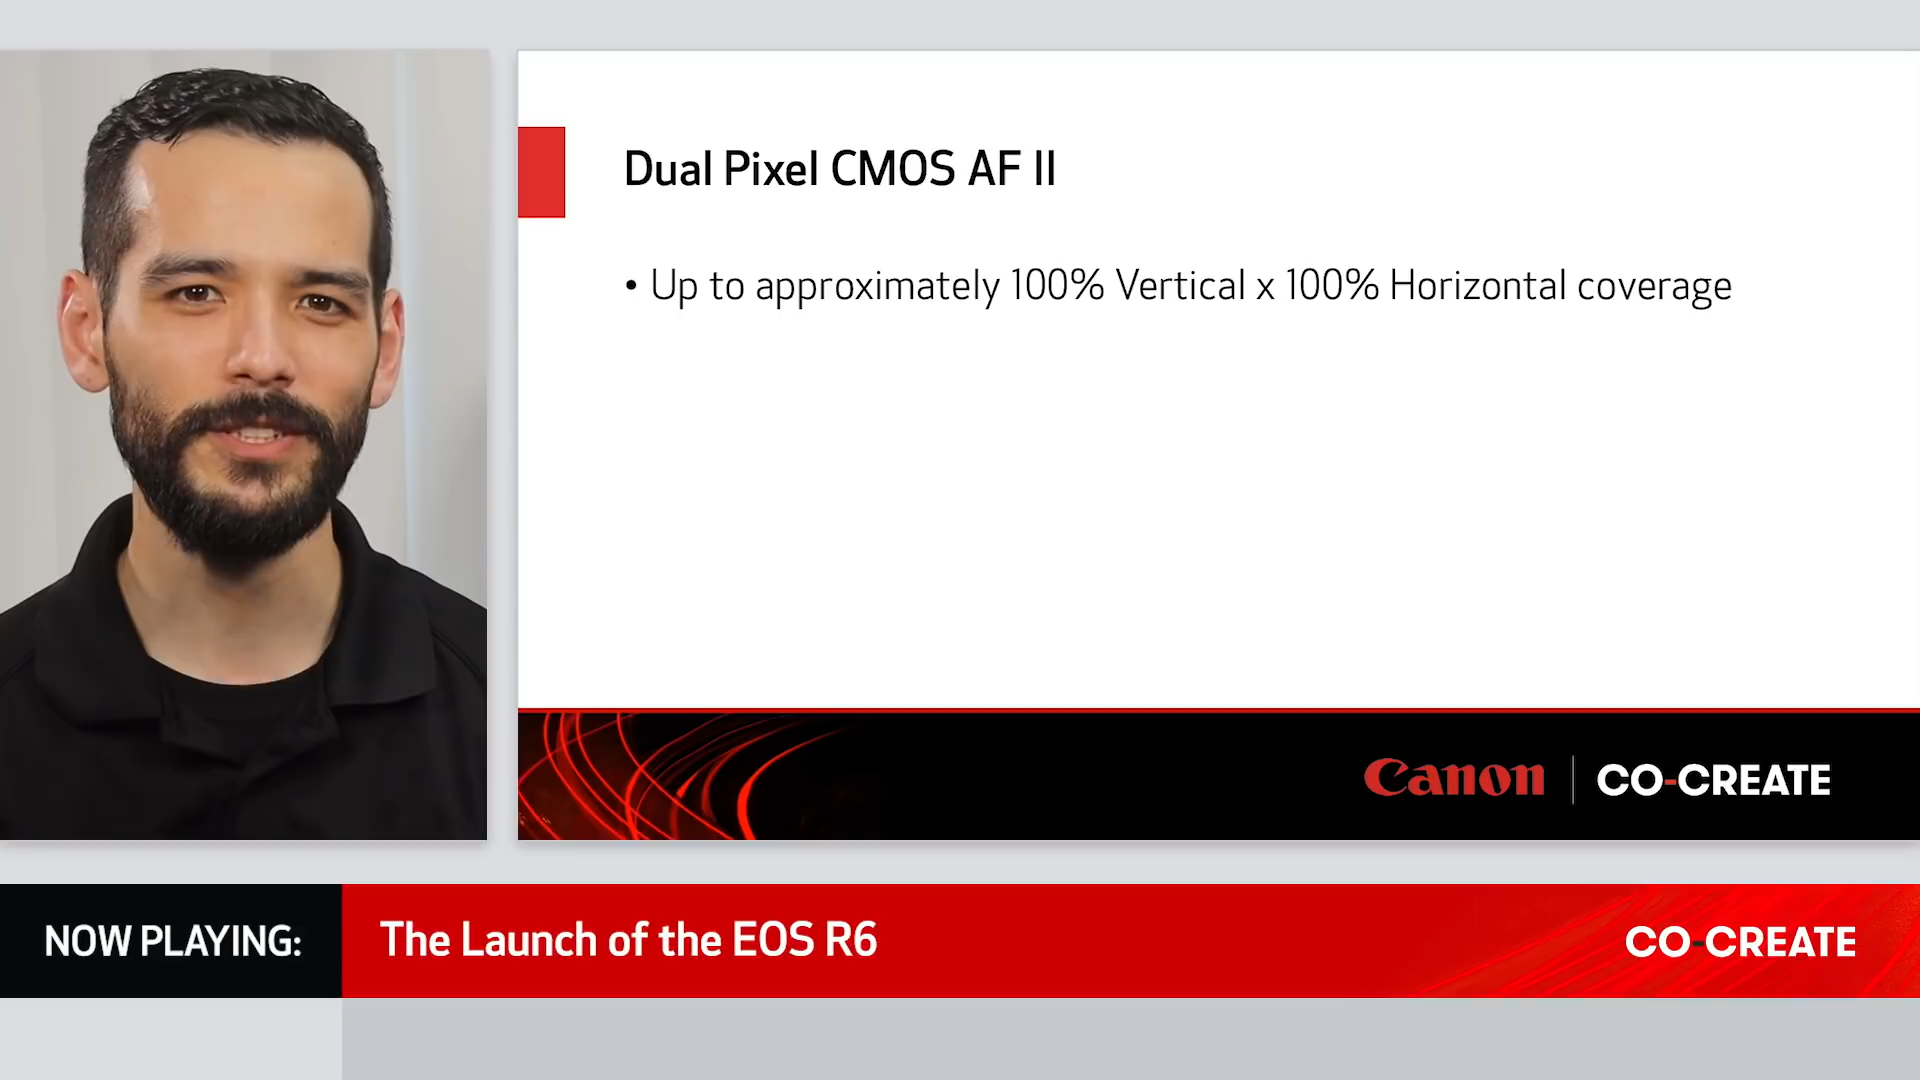 Dual Pixel CMOS AF II
• Up to approximately 100% Vertical x 100% Horizontal coverage
Canon | CO-CREATE
NOW PLAYING: The Launch of the EOS R6 CO-CREATE